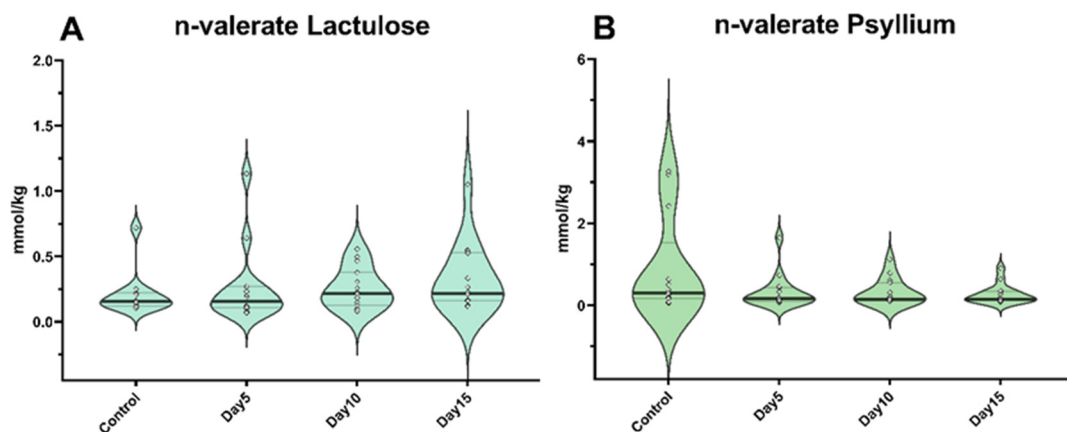 A
n-valerate Lactulose
2.0
1.5
1.0
0.5
0.0
mmol/kg
Control
Day5
Day10
Day15
B
n-valerate Psyllium
6
4
2
0
mmol/kg
Control
Day5
Day10
Day15